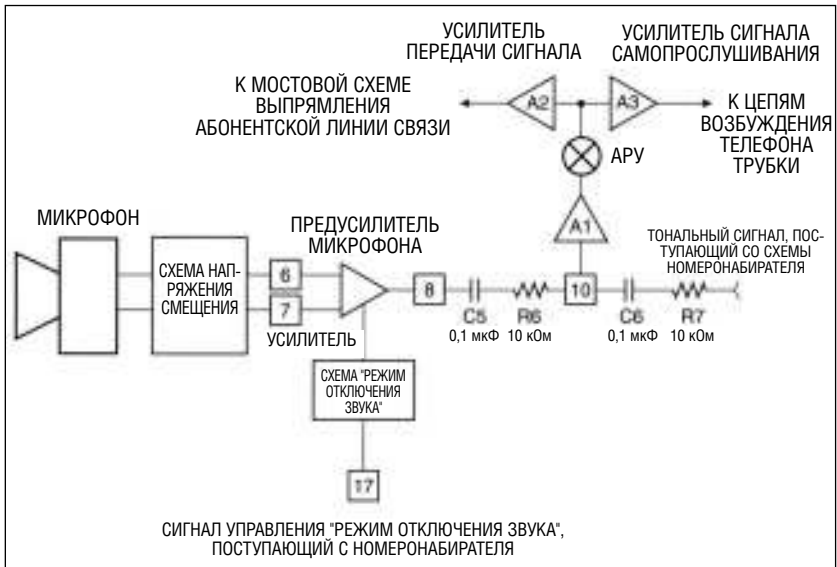 УСИЛИТЕЛЬ
ПЕРЕДАЧИ СИГНАЛА
УСИЛИТЕЛЬ СИГНАЛА
САМОПРОСЛУШИВАНИЯ
К МОСТОВОЙ СХЕМЕ
ВЫПРЯМЛЕНИЯ
АБОНЕНТСКОЙ ЛИНИИ СВЯЗИ
A2
A3
К ЦЕПЯМ
ВОЗБУЖДЕНИЯ
ТЕЛЕФОНА
ТРУБКИ
АРУ
A1
МИКРОФОН
ПРЕДУСИЛИТЕЛЬ
МИКРОФОНА
ТОНАЛЬНЫЙ СИГНАЛ, ПОС-
ТУПАЮЩИЙ СО СХЕМЫ
НОМЕРОНАБИРАТЕЛЯ
СХЕМА НАП-
РЯЖЕНИЯ
СМЕЩЕНИЯ
6
7
8
10
УСИЛИТЕЛЬ
C5
0,1 мкФ
R6
10 кОм
C6
0,1 мкФ
R7
10 кОм
СХЕМА "РЕЖИМ
ОТКЛЮЧЕНИЯ
ЗВУКА"
17
СИГНАЛ УПРАВЛЕНИЯ "РЕЖИМ ОТКЛЮЧЕНИЯ ЗВУКА",
ПОСТУПАЮЩИЙ С НОМЕРОНАБИРАТЕЛЯ